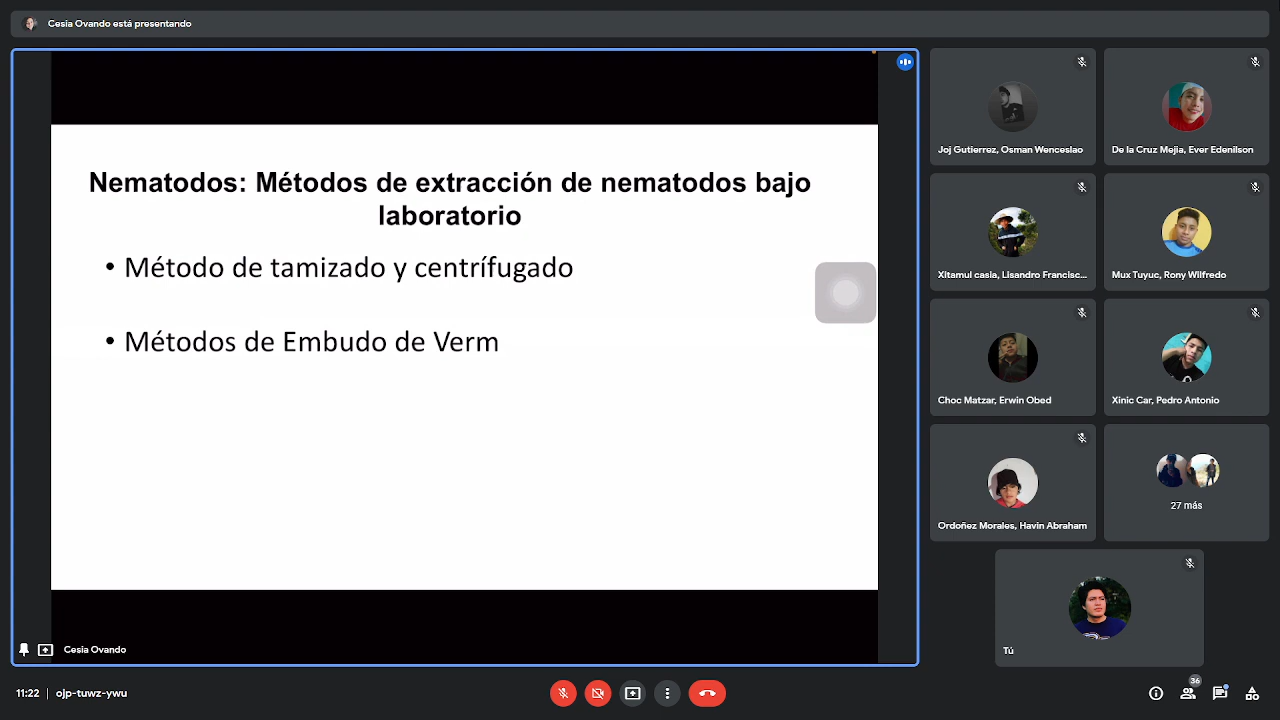 Cesia Ovando está presentando
Nematodos: Métodos de extracción de nematodos bajo
laboratorio
• Método de tamizado y centrífugado
• Métodos de Embudo de Verm
Cesia Ovando
Joj Gutierrez, Osman Wenceslao
De la Cruz Mejia, Ever Edenilson
Xitamul casia, Lisandro Francisc...
Mux Tuyuc, Rony Wilfredo
Choc Matzar, Erwin Obed
Xinic Car, Pedro Antonio
Ordoñez Morales, Havin Abraham
27 más
Tú
11:22 | ojp-tuwz-ywu
36